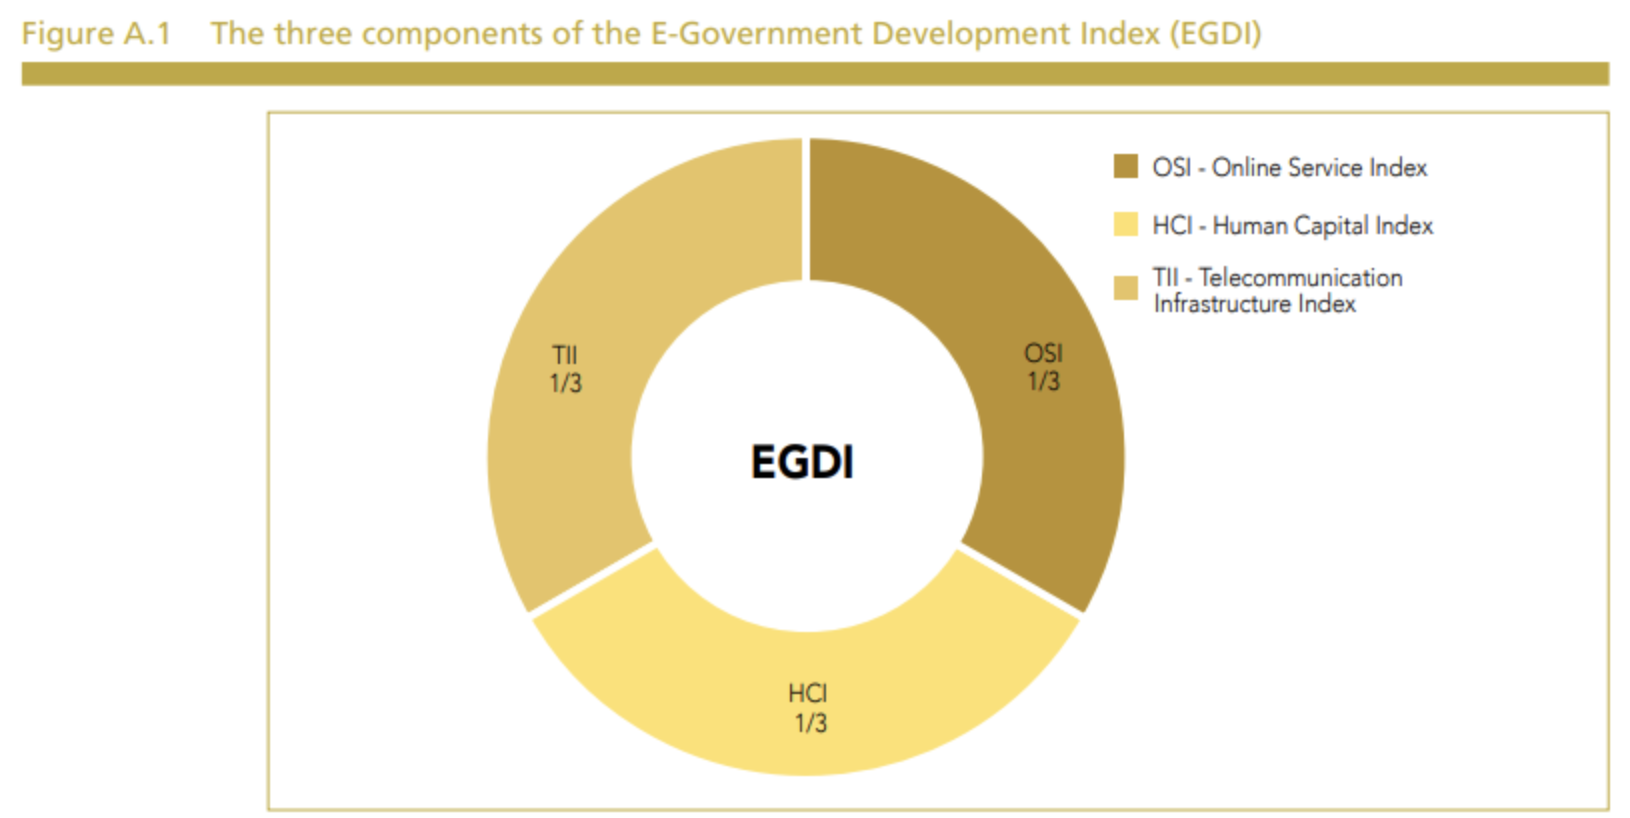 Figure A.1 The three components of the E-Government Development Index (EGDI)
OSI - Online Service Index
HCI - Human Capital Index
TII - Telecommunication
Infrastructure Index
TII
1/3
OSI
1/3
EGDI
HCI
1/3